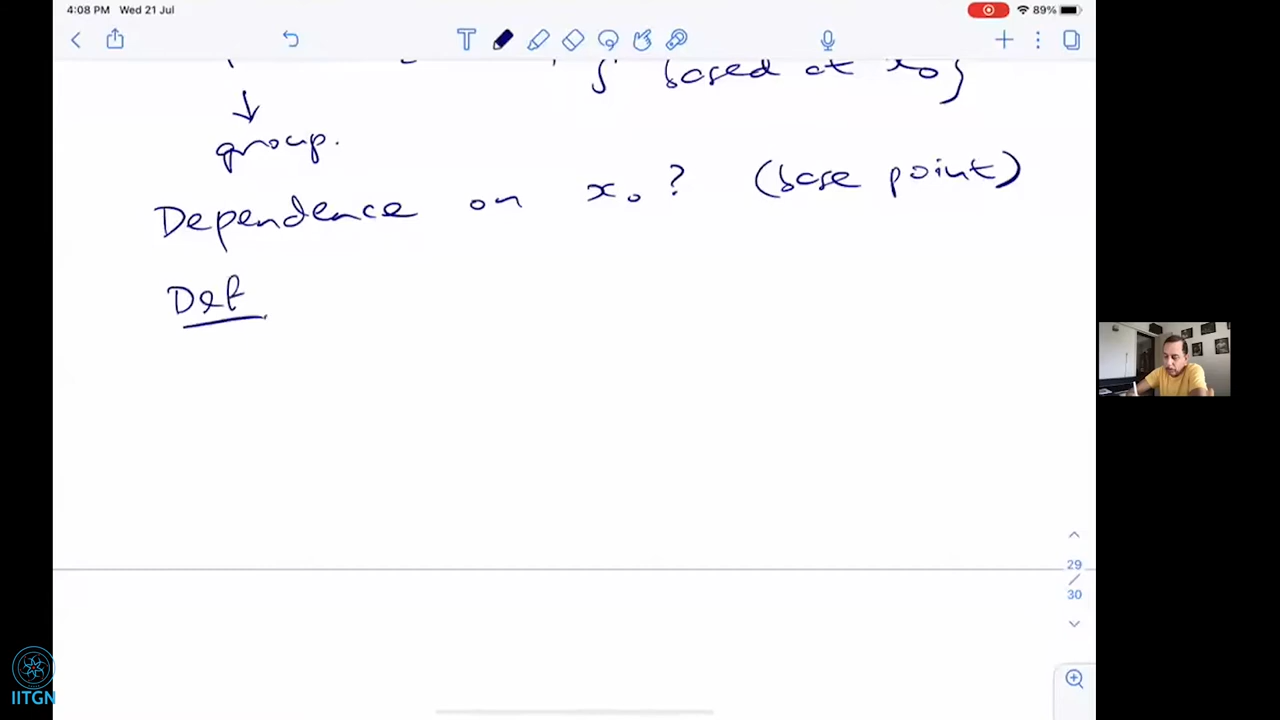 4:08 PM Wed 21 Jul
89%
based at x₀}
↓
group.
Dependence on x₀ ? (base point)
Def
29
30
IITGN